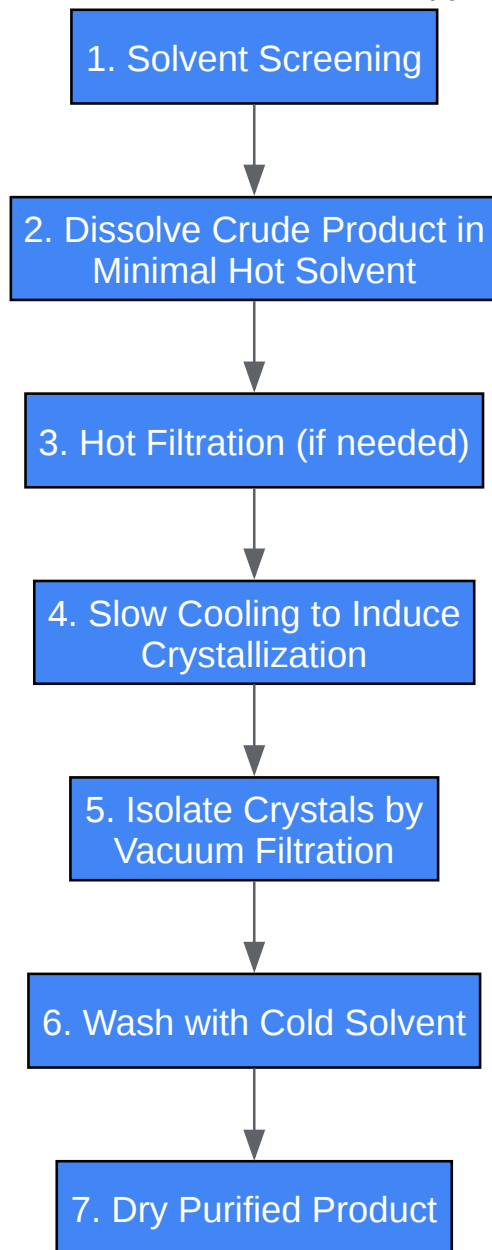 1. Solvent Screening
2. Dissolve Crude Product in
Minimal Hot Solvent
3. Hot Filtration (if needed)
4. Slow Cooling to Induce
Crystallization
5. Isolate Crystals by
Vacuum Filtration
6. Wash with Cold Solvent
7. Dry Purified Product